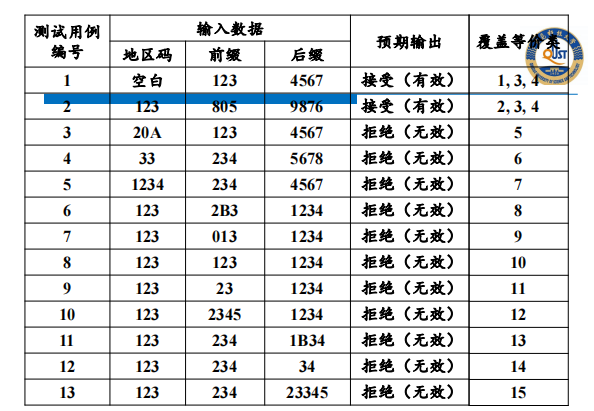 测试用例编号 输入数据 预期输出 覆盖等价类
地区码 前缀 后缀
1 空白 123 4567 接受（有效） 1, 3, 4
2 123 805 9876 接受（有效） 2, 3, 4
3 20A 123 4567 拒绝（无效） 5
4 33 234 5678 拒绝（无效） 6
5 1234 234 4567 拒绝（无效） 7
6 123 2B3 1234 拒绝（无效） 8
7 123 013 1234 拒绝（无效） 9
8 123 123 1234 拒绝（无效） 10
9 123 23 1234 拒绝（无效） 11
10 123 2345 1234 拒绝（无效） 12
11 123 234 1B34 拒绝（无效） 13
12 123 234 34 拒绝（无效） 14
13 123 234 23345 拒绝（无效） 15